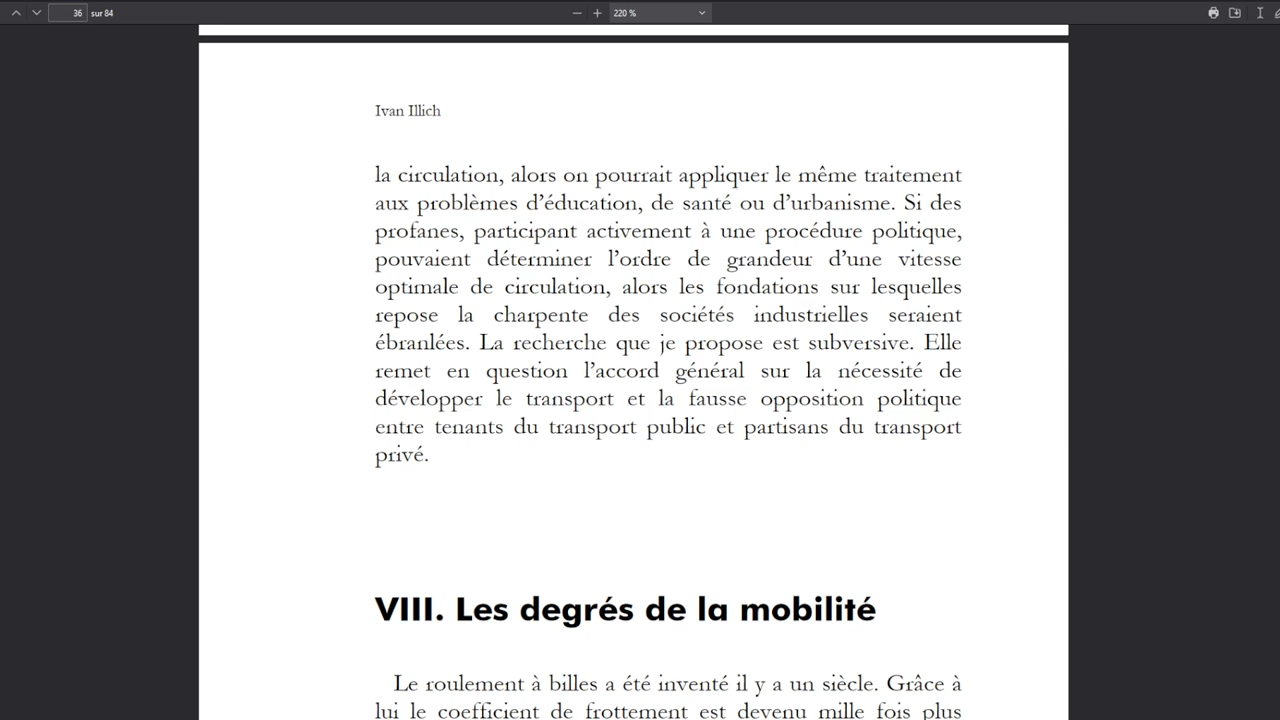 36 sur 84 220 %
Ivan Illich
la circulation, alors on pourrait appliquer le même traitement
aux problèmes d’éducation, de santé ou d’urbanisme. Si des
profanes, participant activement à une procédure politique,
pouvaient déterminer l’ordre de grandeur d’une vitesse
optimale de circulation, alors les fondations sur lesquelles
repose la charpente des sociétés industrielles seraient
ébranlées. La recherche que je propose est subversive. Elle
remet en question l’accord général sur la nécessité de
développer le transport et la fausse opposition politique
entre tenants du transport public et partisans du transport
privé.
VIII. Les degrés de la mobilité
Le roulement à billes a été inventé il y a un siècle. Grâce à
lui le coefficient de frottement est devenu mille fois plus